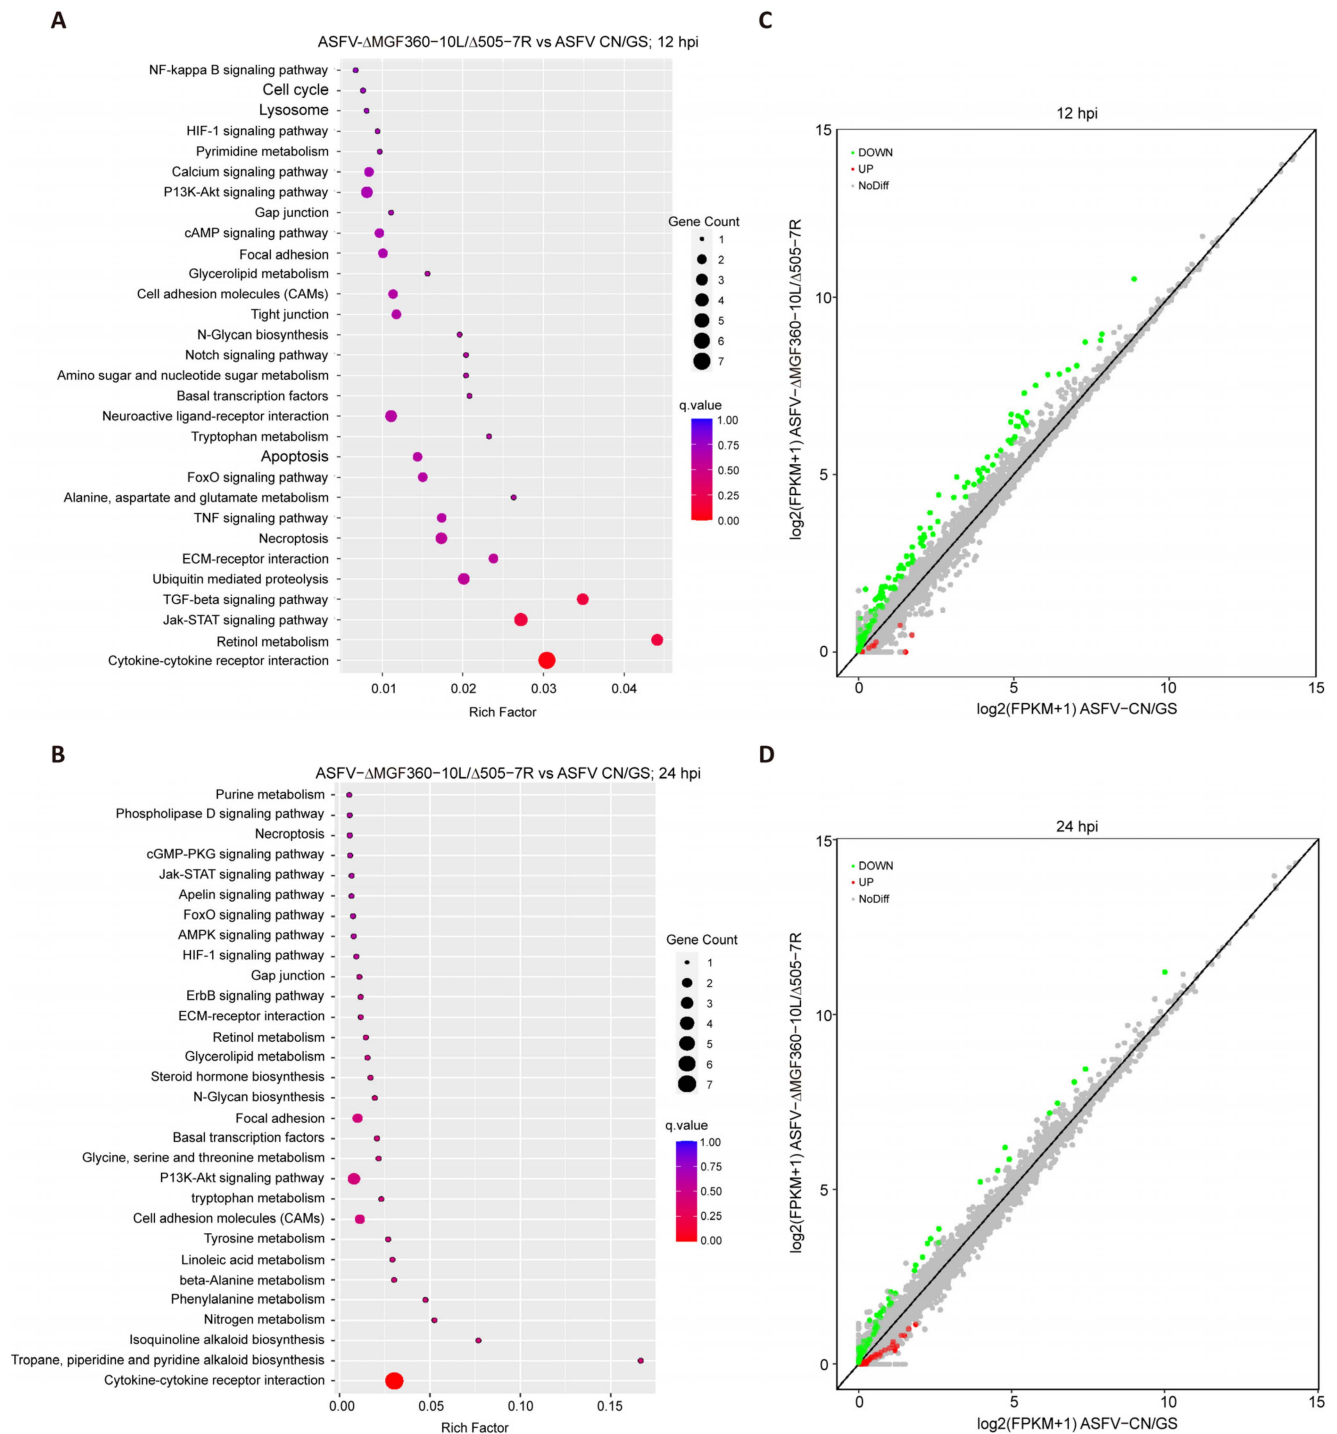 A
ASFV-ΔMGF360−10L/Δ505−7R vs ASFV CN/GS; 12 hpi
NF-kappa B signaling pathway
Cell cycle
Lysosome
HIF-1 signaling pathway
Pyrimidine metabolism
Calcium signaling pathway
P13K-Akt signaling pathway
Gap junction
cAMP signaling pathway
Focal adhesion
Glycerolipid metabolism
Cell adhesion molecules (CAMs)
Tight junction
N-Glycan biosynthesis
Notch signaling pathway
Amino sugar and nucleotide sugar metabolism
Basal transcription factors
Neuroactive ligand-receptor interaction
Tryptophan metabolism
Apoptosis
FoxO signaling pathway
Alanine, aspartate and glutamate metabolism
TNF signaling pathway
Necroptosis
ECM-receptor interaction
Ubiquitin mediated proteolysis
TGF-beta signaling pathway
Jak-STAT signaling pathway
Retinol metabolism
Cytokine-cytokine receptor interaction
0.01 0.02 0.03 0.04
Rich Factor
Gene Count
1
2
3
4
5
6
7
q.value
1.00
0.75
0.50
0.25
0.00
C
12 hpi
DOWN
UP
NoDiff
15
10
5
0
0 5 10 15
log2(FPKM+1) ASFV−ΔMGF360−10L/Δ505−7R
log2(FPKM+1) ASFV−CN/GS
B
ASFV−ΔMGF360−10L/Δ505−7R vs ASFV CN/GS; 24 hpi
Purine metabolism
Phospholipase D signaling pathway
Necroptosis
cGMP-PKG signaling pathway
Jak-STAT signaling pathway
Apelin signaling pathway
FoxO signaling pathway
AMPK signaling pathway
HIF-1 signaling pathway
Gap junction
ErbB signaling pathway
ECM-receptor interaction
Retinol metabolism
Glycerolipid metabolism
Steroid hormone biosynthesis
N-Glycan biosynthesis
Focal adhesion
Basal transcription factors
Glycine, serine and threonine metabolism
P13K-Akt signaling pathway
tryptophan metabolism
Cell adhesion molecules (CAMs)
Tyrosine metabolism
Linoleic acid metabolism
beta-Alanine metabolism
Phenylalanine metabolism
Nitrogen metabolism
Isoquinoline alkaloid biosynthesis
Tropane, piperidine and pyridine alkaloid biosynthesis
Cytokine-cytokine receptor interaction
0.00 0.05 0.10 0.15
Rich Factor
Gene Count
1
2
3
4
5
6
7
q.value
1.00
0.75
0.50
0.25
0.00
D
24 hpi
DOWN
UP
NoDiff
15
10
5
0
0 5 10 15
log2(FPKM+1) ASFV−ΔMGF360−10L/Δ505−7R
log2(FPKM+1) ASFV−CN/GS